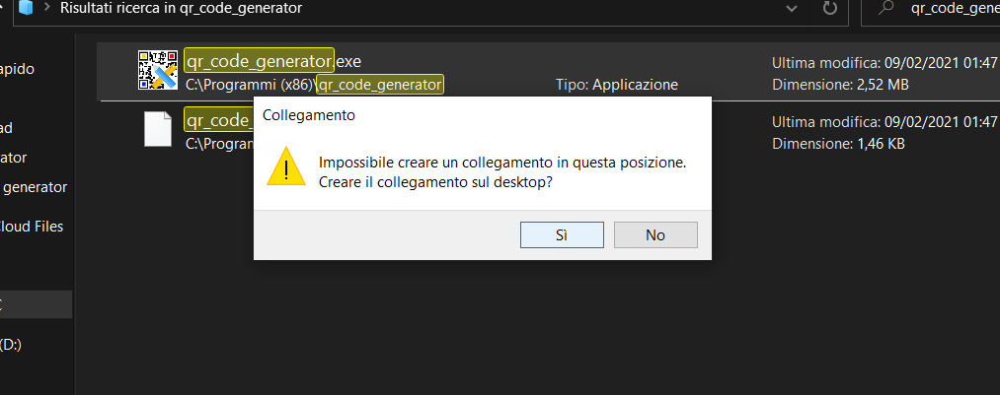 Risultati ricerca in qr_code_generator
qr_code_gene
apido
ad
rator
generator
loud Files
(D:)
qr_code_generator.exe
C:\Programmi (x86)\qr_code_generator
Tipo: Applicazione
Ultima modifica: 09/02/2021 01:47
Dimensione: 2,52 MB
qr_code_
C:\Program
Ultima modifica: 09/02/2021 01:47
Dimensione: 1,46 KB
Collegamento
Impossibile creare un collegamento in questa posizione.
Creare il collegamento sul desktop?
Sì
No